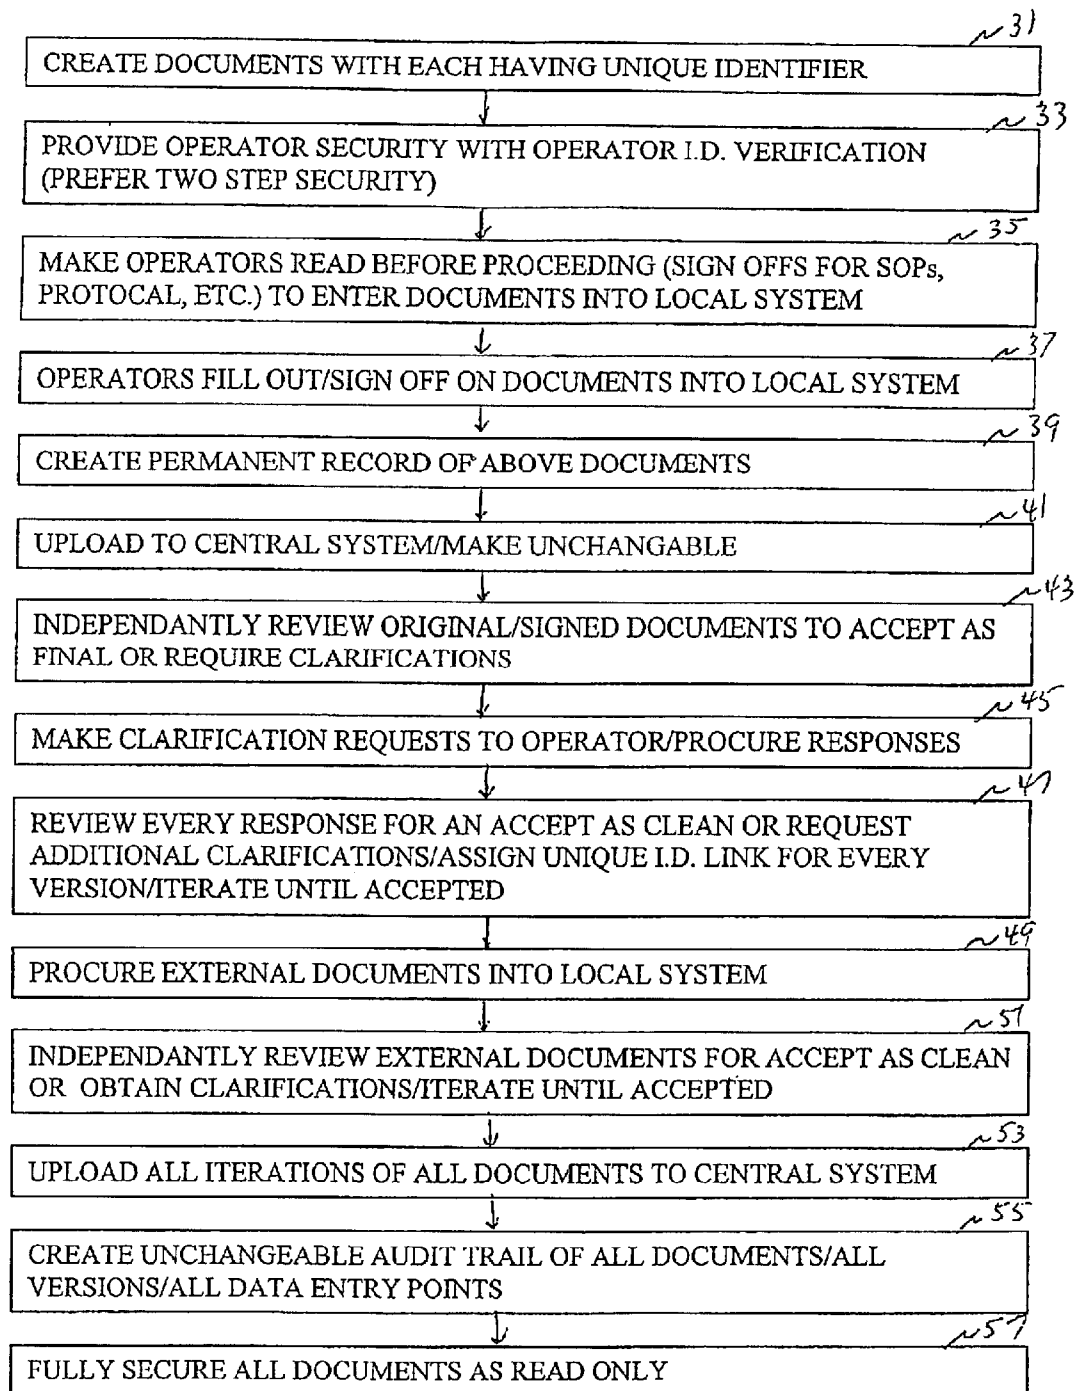 31
CREATE DOCUMENTS WITH EACH HAVING UNIQUE IDENTIFIER
33
PROVIDE OPERATOR SECURITY WITH OPERATOR I.D. VERIFICATION
(PREFER TWO STEP SECURITY)
35
MAKE OPERATORS READ BEFORE PROCEEDING (SIGN OFFS FOR SOPs,
PROTOCAL, ETC.) TO ENTER DOCUMENTS INTO LOCAL SYSTEM
37
OPERATORS FILL OUT/SIGN OFF ON DOCUMENTS INTO LOCAL SYSTEM
39
CREATE PERMANENT RECORD OF ABOVE DOCUMENTS
41
UPLOAD TO CENTRAL SYSTEM/MAKE UNCHANGABLE
43
INDEPENDANTLY REVIEW ORIGINAL/SIGNED DOCUMENTS TO ACCEPT AS
FINAL OR REQUIRE CLARIFICATIONS
45
MAKE CLARIFICATION REQUESTS TO OPERATOR/PROCURE RESPONSES
47
REVIEW EVERY RESPONSE FOR AN ACCEPT AS CLEAN OR REQUEST
ADDITIONAL CLARIFICATIONS/ASSIGN UNIQUE I.D. LINK FOR EVERY
VERSION/ITERATE UNTIL ACCEPTED
49
PROCURE EXTERNAL DOCUMENTS INTO LOCAL SYSTEM
51
INDEPENDANTLY REVIEW EXTERNAL DOCUMENTS FOR ACCEPT AS CLEAN
OR OBTAIN CLARIFICATIONS/ITERATE UNTIL ACCEPTED
53
UPLOAD ALL ITERATIONS OF ALL DOCUMENTS TO CENTRAL SYSTEM
55
CREATE UNCHANGEABLE AUDIT TRAIL OF ALL DOCUMENTS/ALL
VERSIONS/ALL DATA ENTRY POINTS
57
FULLY SECURE ALL DOCUMENTS AS READ ONLY